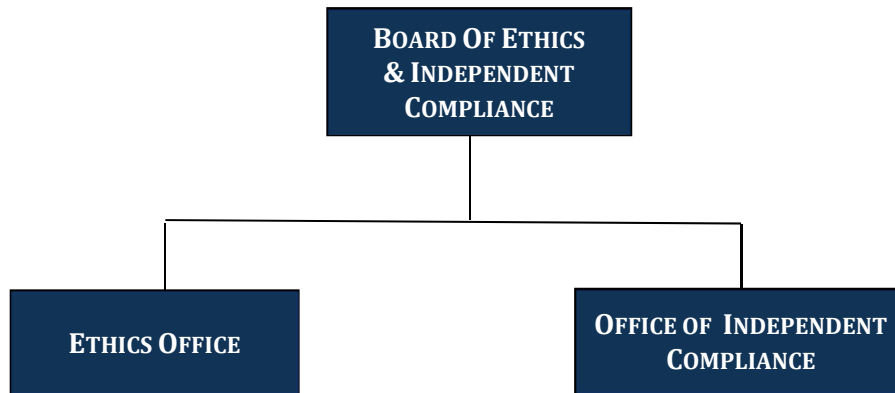 BOARD OF ETHICS
& INDEPENDENT
COMPLIANCE
ETHICS OFFICE
OFFICE OF INDEPENDENT
COMPLIANCE